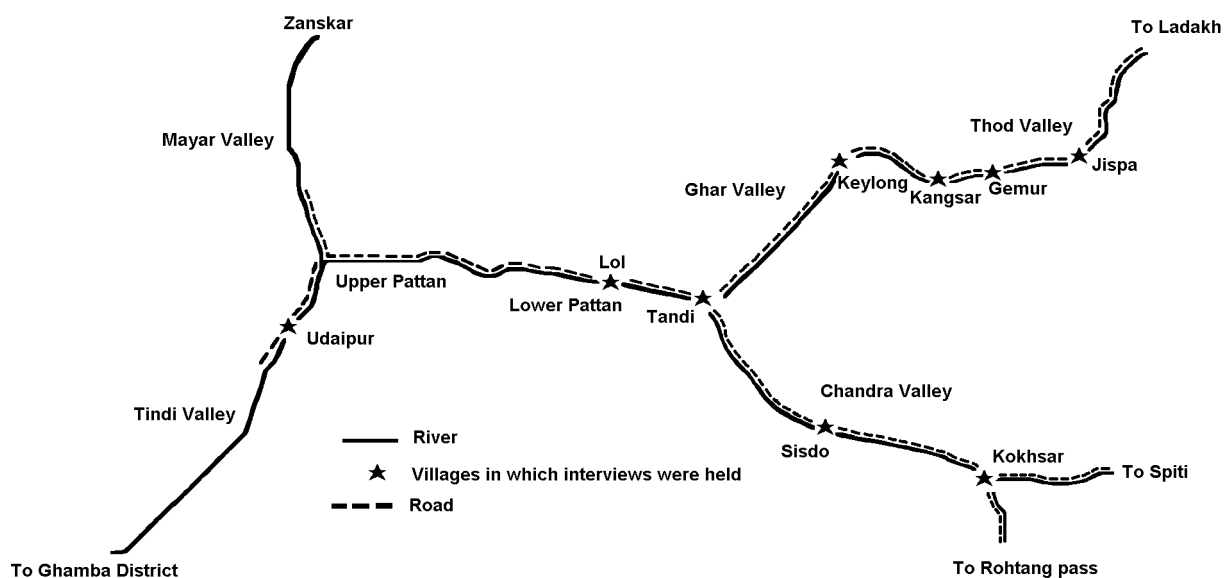 Zanskar
To Ladakh
Mayar Valley
Thod Valley
Ghar Valley
Keylong
Kangsar
Gemur
Jispa
Upper Pattan
Lol
Lower Pattan
Tandi
Udaipur
Chandra Valley
Tindi Valley
River
Sisdo
Kokhsar
Villages in which interviews were held
To Spiti
Road
To Ghamba District
To Rohtang pass